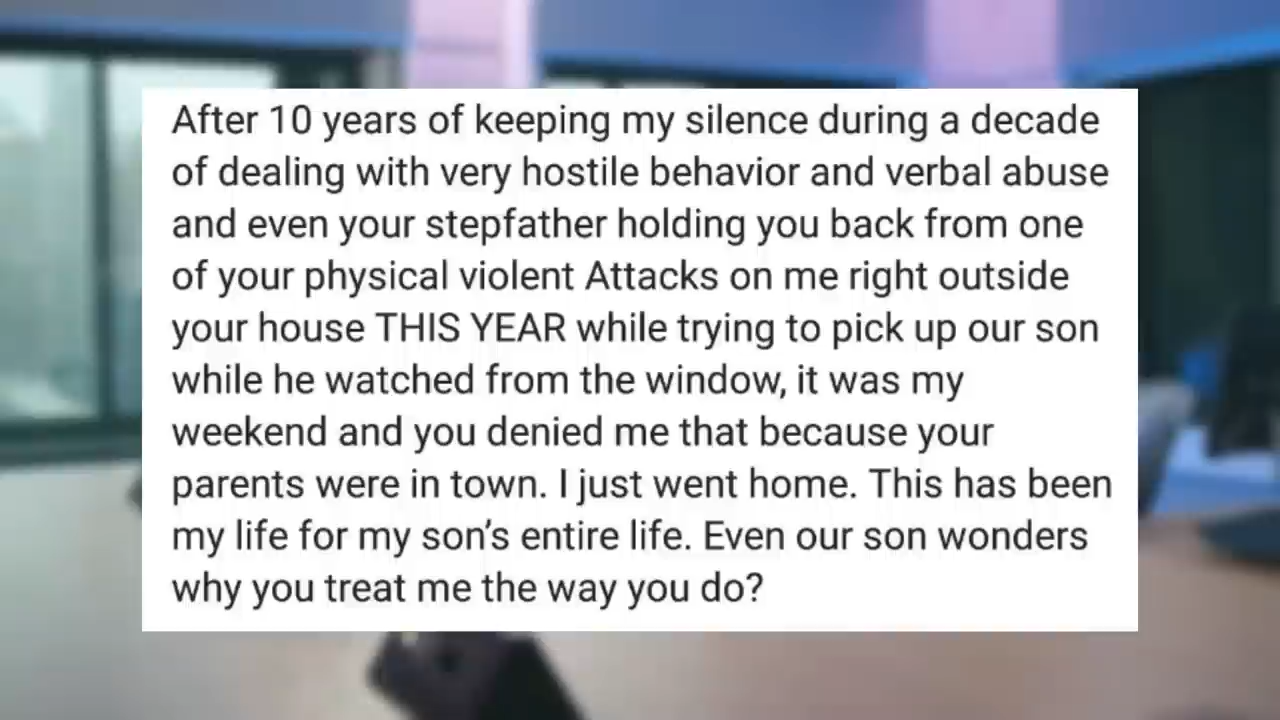 After 10 years of keeping my silence during a decade
of dealing with very hostile behavior and verbal abuse
and even your stepfather holding you back from one
of your physical violent Attacks on me right outside
your house THIS YEAR while trying to pick up our son
while he watched from the window, it was my
weekend and you denied me that because your
parents were in town. I just went home. This has been
my life for my son’s entire life. Even our son wonders
why you treat me the way you do?